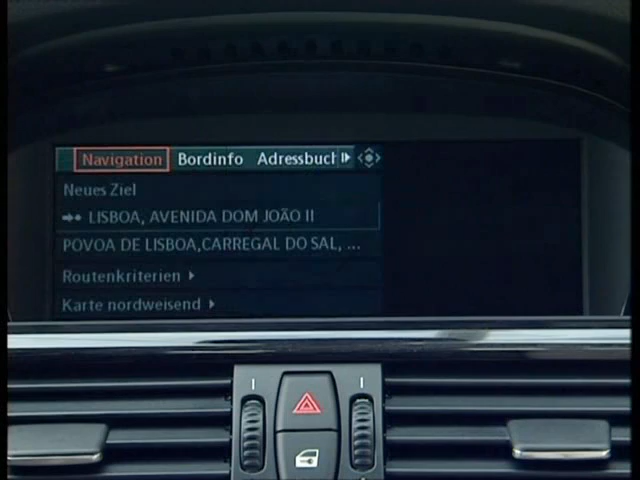 Navigation Bordinfo Adressbuch
Neues Ziel
LISBOA, AVENIDA DOM JOÃO II
POVOA DE LISBOA,CARREGAL DO SAL, ...
Routenkriterien
Karte nordweisend